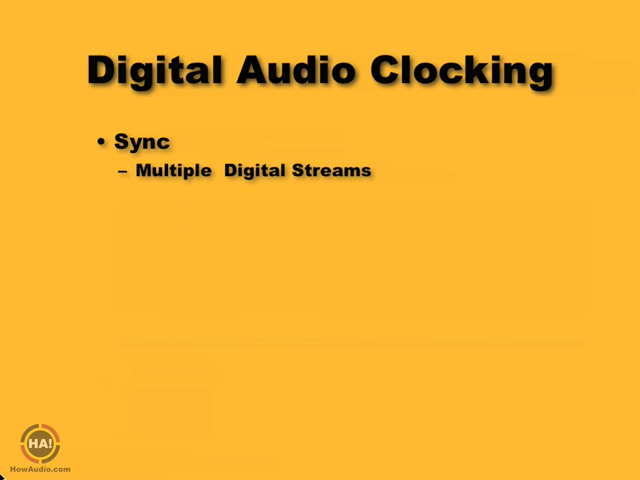 Digital Audio Clocking
• Sync
– Multiple  Digital Streams
HA!
HowAudio.com